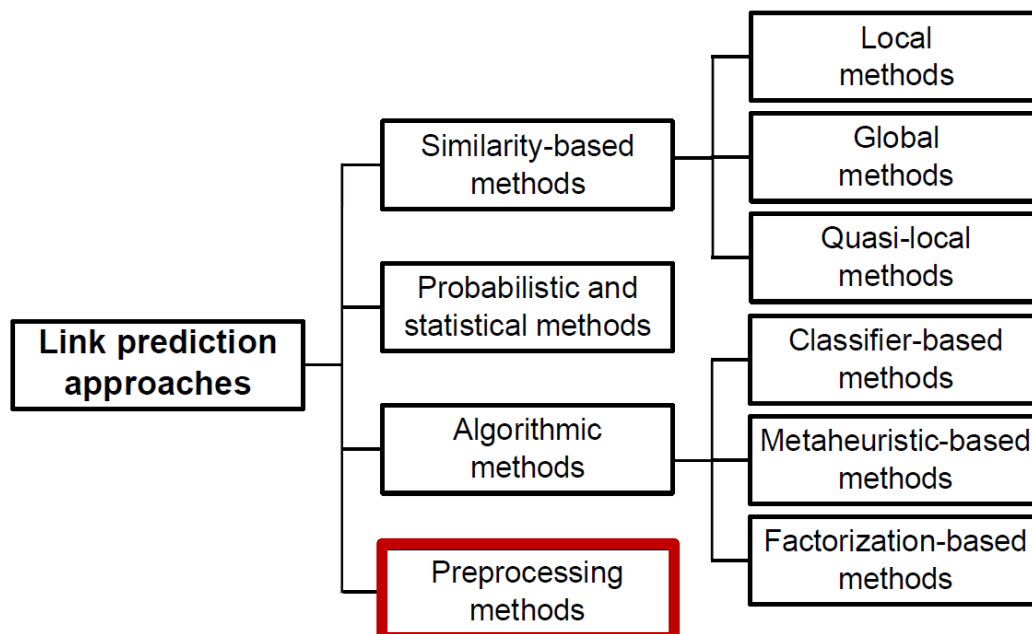 Link prediction
approaches
Similarity-based
methods
Probabilistic and
statistical methods
Algorithmic
methods
Preprocessing
methods
Local
methods
Global
methods
Quasi-local
methods
Classifier-based
methods
Metaheuristic-based
methods
Factorization-based
methods